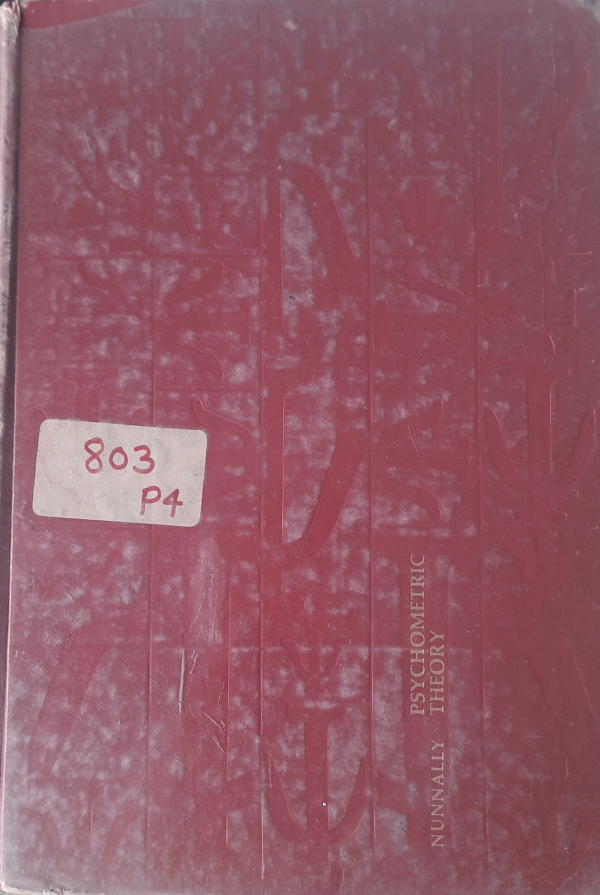 803
P4
NUNNALLY PSYCHOMETRIC
THEORY